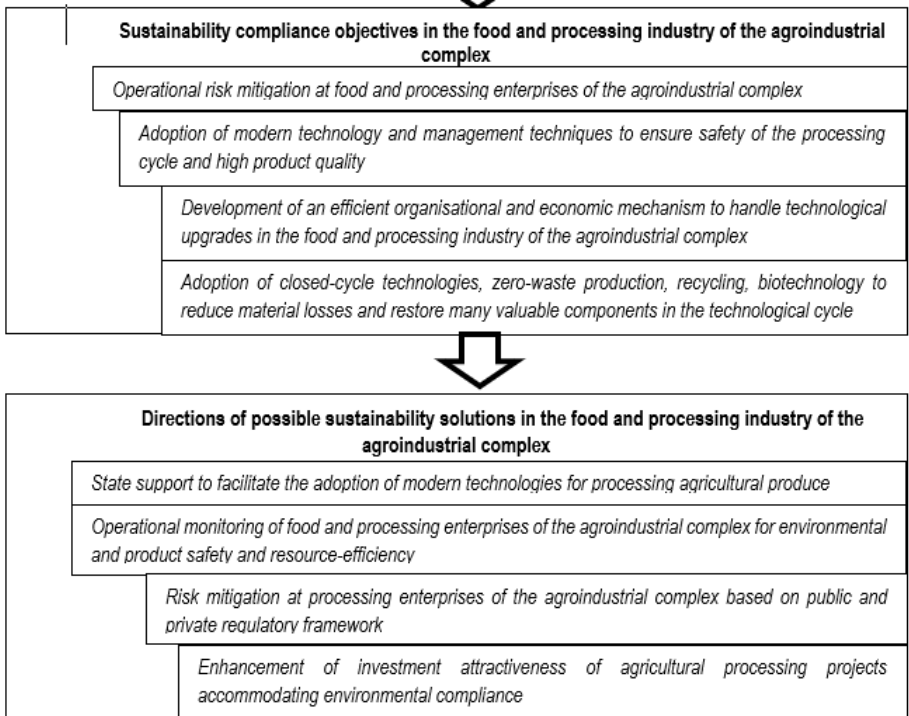 Sustainability compliance objectives in the food and processing industry of the agroindustrial
complex
Operational risk mitigation at food and processing enterprises of the agroindustrial complex
Adoption of modern technology and management techniques to ensure safety of the processing
cycle and high product quality
Development of an efficient organisational and economic mechanism to handle technological
upgrades in the food and processing industry of the agroindustrial complex
Adoption of closed-cycle technologies, zero-waste production, recycling, biotechnology to
reduce material losses and restore many valuable components in the technological cycle
Directions of possible sustainability solutions in the food and processing industry of the
agroindustrial complex
State support to facilitate the adoption of modern technologies for processing agricultural produce
Operational monitoring of food and processing enterprises of the agroindustrial complex for environmental
and product safety and resource-efficiency
Risk mitigation at processing enterprises of the agroindustrial complex based on public and
private regulatory framework
Enhancement of investment attractiveness of agricultural processing projects
accommodating environmental compliance